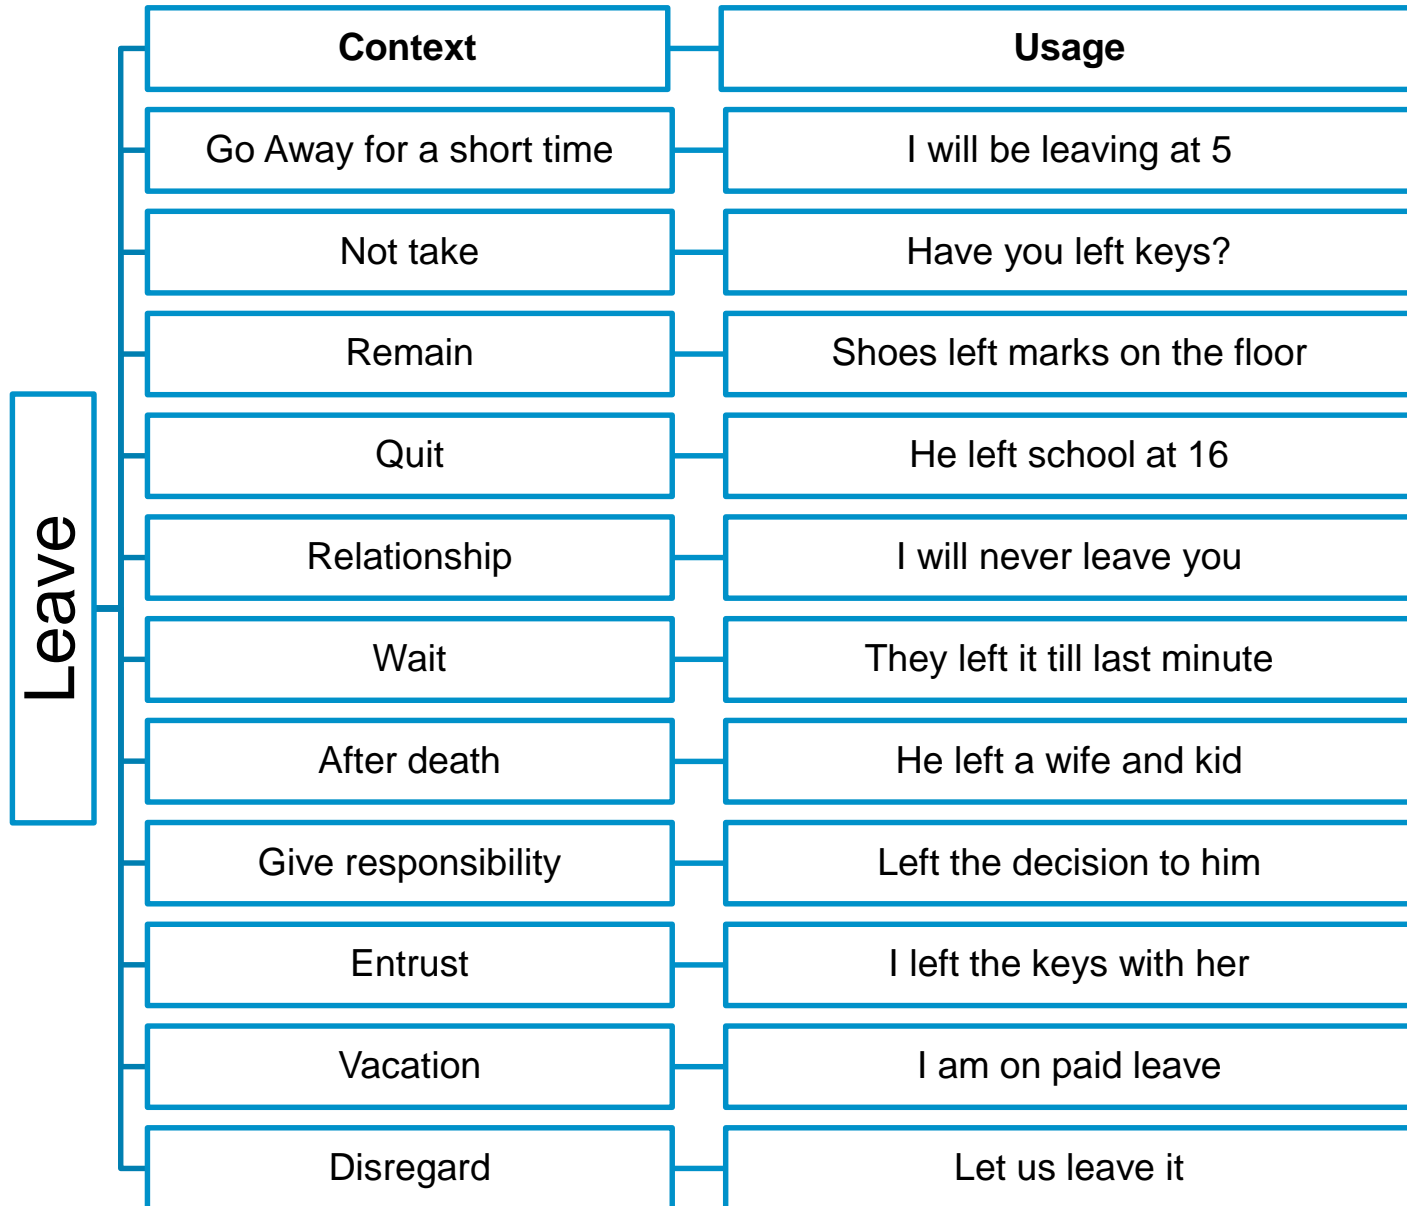 Leave
Context
Usage
Go Away for a short time
I will be leaving at 5
Not take
Have you left keys?
Remain
Shoes left marks on the floor
Quit
He left school at 16
Relationship
I will never leave you
Wait
They left it till last minute
After death
He left a wife and kid
Give responsibility
Left the decision to him
Entrust
I left the keys with her
Vacation
I am on paid leave
Disregard
Let us leave it